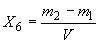 X₆ = (m₂ − m₁) / V